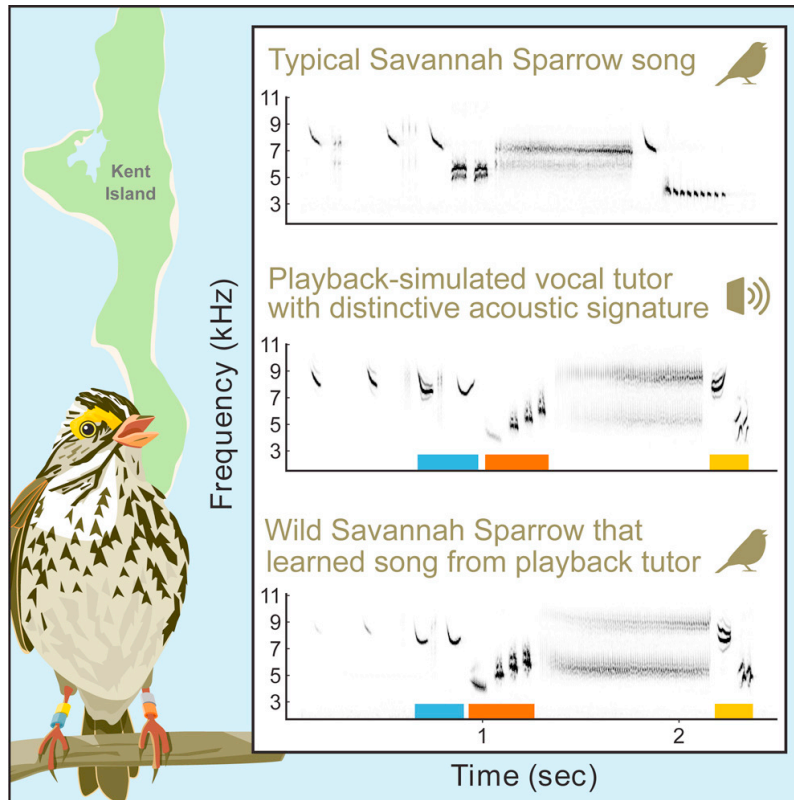 Kent
Island
Typical Savannah Sparrow song
11
9
7
5
3
Playback-simulated vocal tutor
with distinctive acoustic signature
11
9
7
5
3
Wild Savannah Sparrow that
learned song from playback tutor
11
9
7
5
3
1 2
Frequency (kHz)
Time (sec)